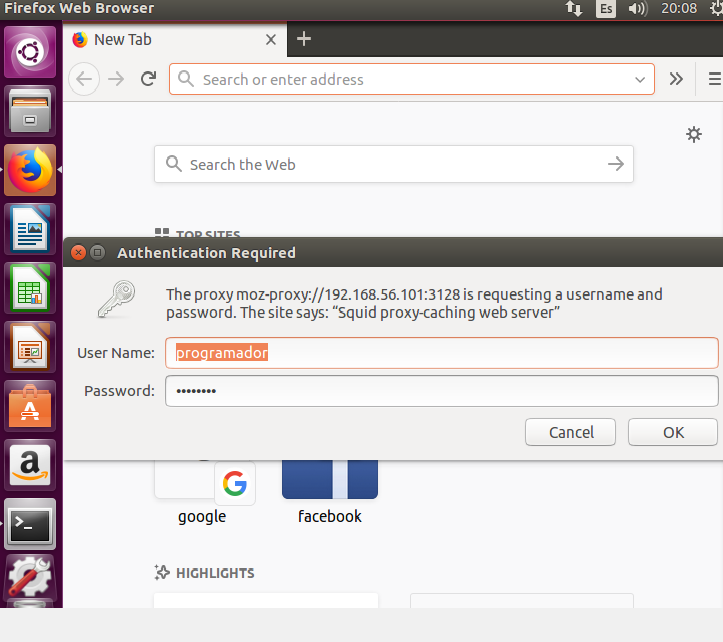 Firefox Web Browser
Es
20:08
New Tab
Search or enter address
Search the Web
TOP SITES
Authentication Required
The proxy moz-proxy://192.168.56.101:3128 is requesting a username and
password. The site says: “Squid proxy-caching web server”
User Name:
programador
Password:
••••••••
Cancel
OK
google
facebook
HIGHLIGHTS